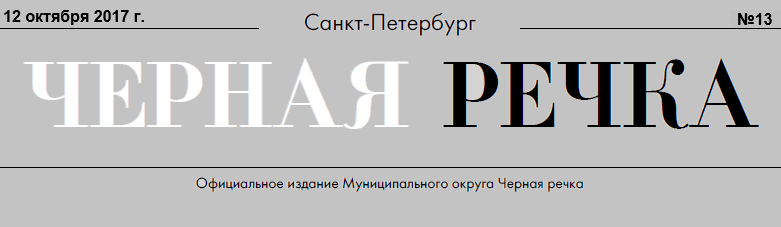 12 октября 2017 г.
Санкт-Петербург
№13
ЧЕРНАЯ РЕЧКА
Официальное издание Муниципального округа Черная речка